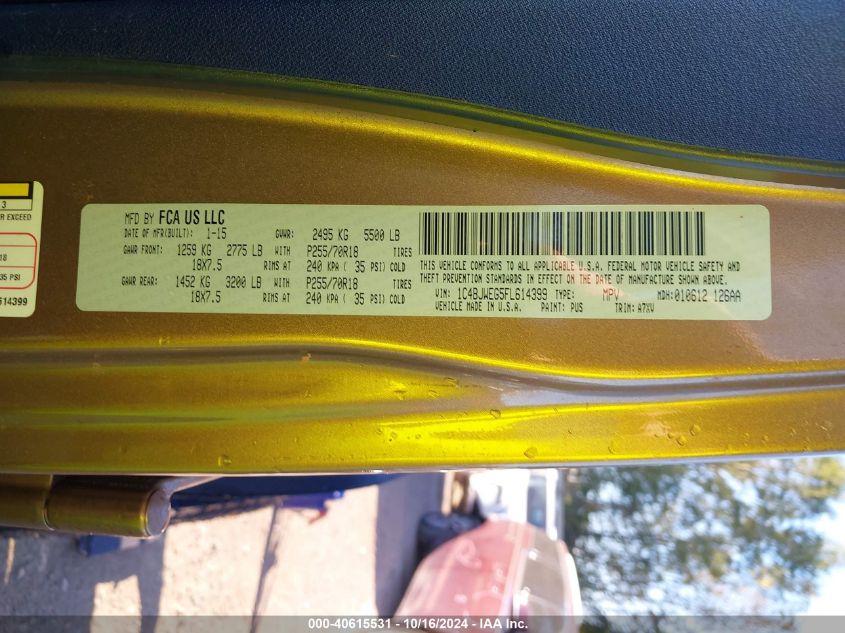 3
R EXCEED
18
35 PSI
514399
MFD BY FCA US LLC
DATE OF MFR(BUILT): 1-15 GVWR: 2495 KG 5500 LB
GAWR FRONT: 1259 KG 2775 LB WITH P255/70R18 TIRES
18X7.5 RIMS AT 240 KPA ( 35 PSI) COLD
GAWR REAR: 1452 KG 3200 LB WITH P255/70R18 TIRES
18X7.5 RIMS AT 240 KPA ( 35 PSI) COLD
THIS VEHICLE CONFORMS TO ALL APPLICABLE U.S.A. FEDERAL MOTOR VEHICLE SAFETY AND
THEFT PREVENTION STANDARDS IN EFFECT ON THE DATE OF MANUFACTURE SHOWN ABOVE.
VIN: 1C4BJWEG5FL614399 TYPE: MPV MDH: 010612 126AA
VEHICLE MADE IN U.S.A. PAINT: PUS TRIM: A7XW
000-40615531 - 10/16/2024 - IAA Inc.